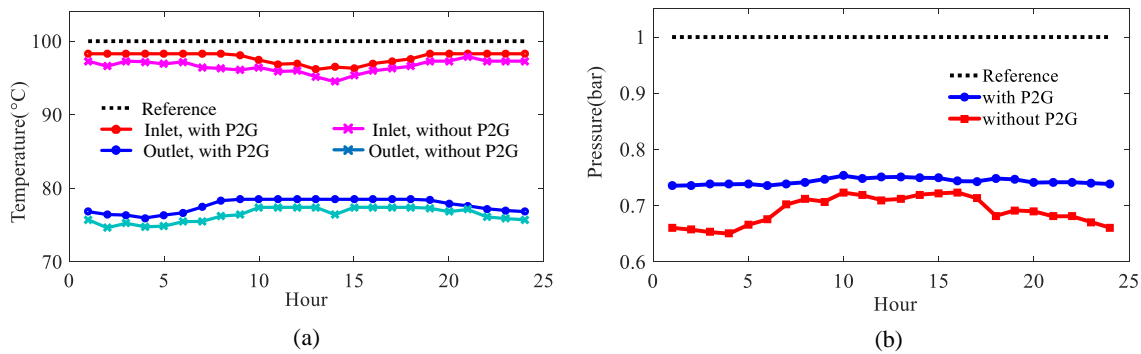 100
90
80
70
Temperature(°C)
Reference
Inlet, with P2G
Inlet, without P2G
Outlet, with P2G
Outlet, without P2G
0
5
10
15
20
25
Hour
(a)
1
0.9
0.8
0.7
0.6
Pressure(bar)
Reference
with P2G
without P2G
0
5
10
15
20
25
Hour
(b)